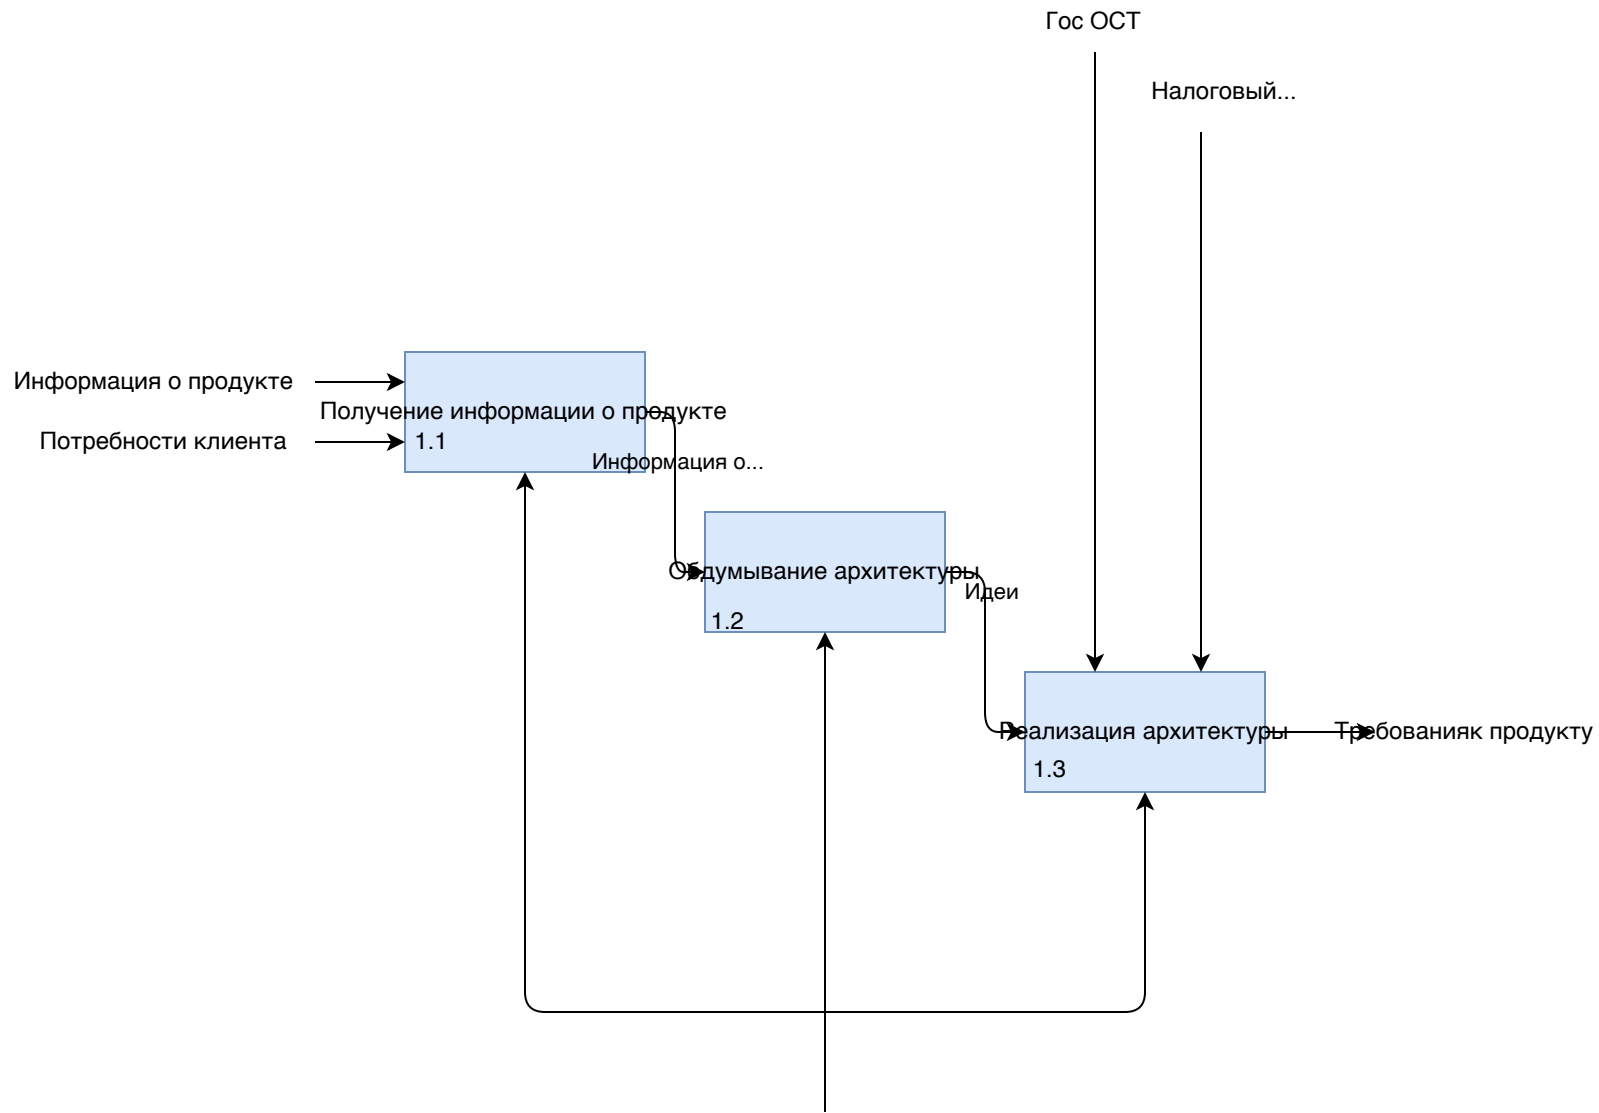 Гос ОСТ
Налоговый...
Информация о продукте
Получение информации о продукте
Потребности клиента
1.1
Информация о...
Обдумывание архитектуры
Идеи
1.2
Реализация архитектуры
Требованияк продукту
1.3